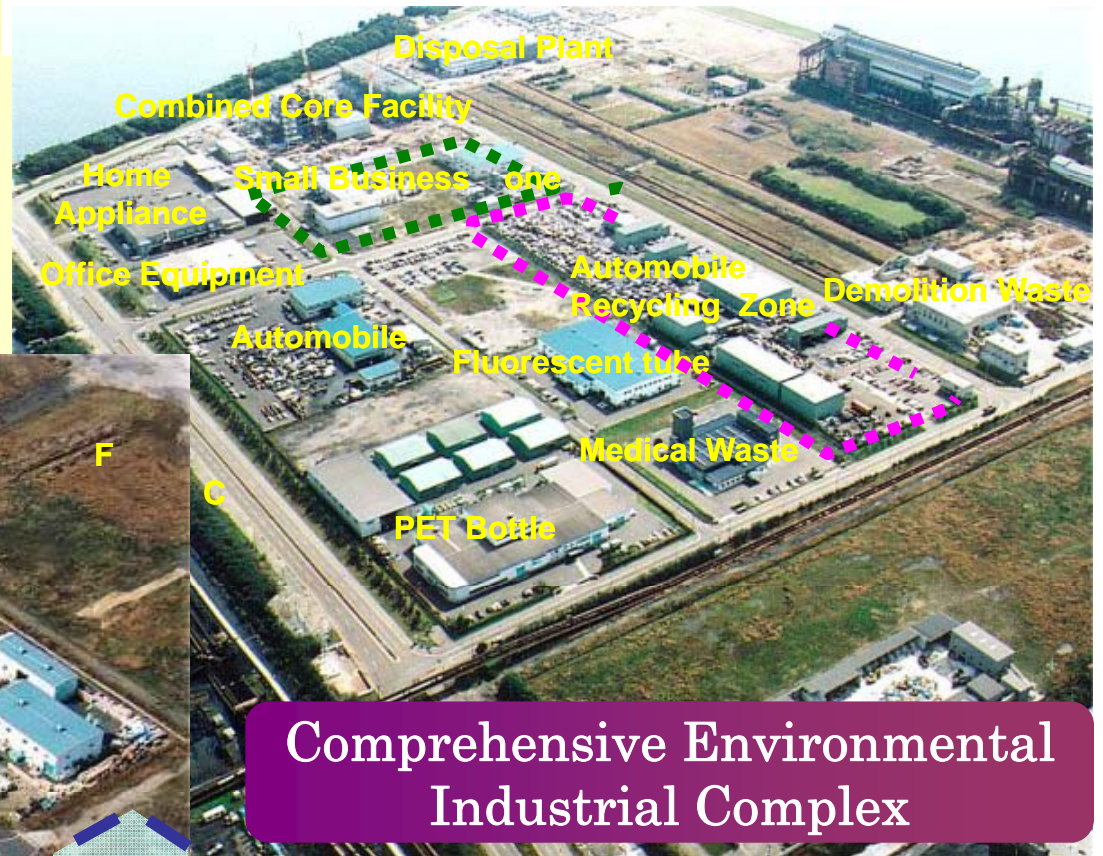 Disposal Plant
Combined Core Facility
Home
Appliance
Small Business one
Office Equipment
Automobile
Recycling Zone
Demolition Waste
Automobile
Fluorescent tube
Medical Waste
F
C
PET Bottle
Comprehensive Environmental
Industrial Complex